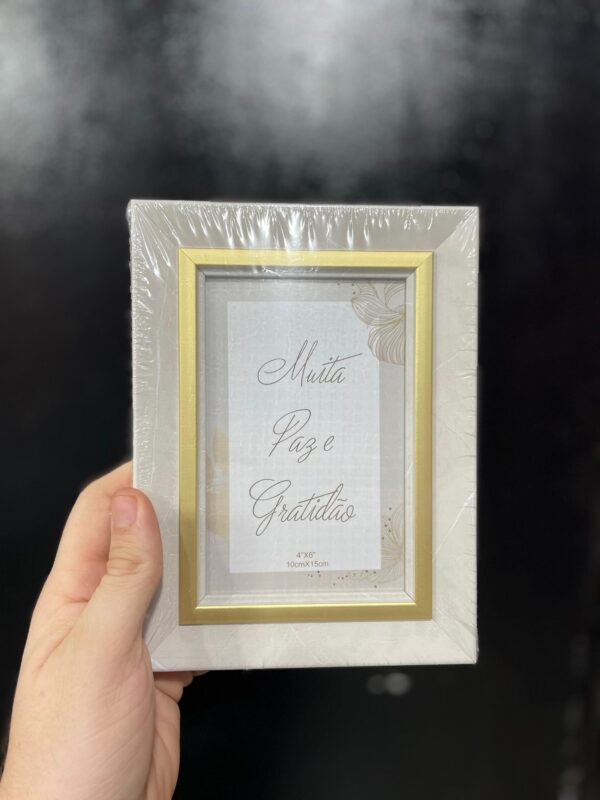 Muita
Paz e
Gratidão
4"X6"
10cmX15cm